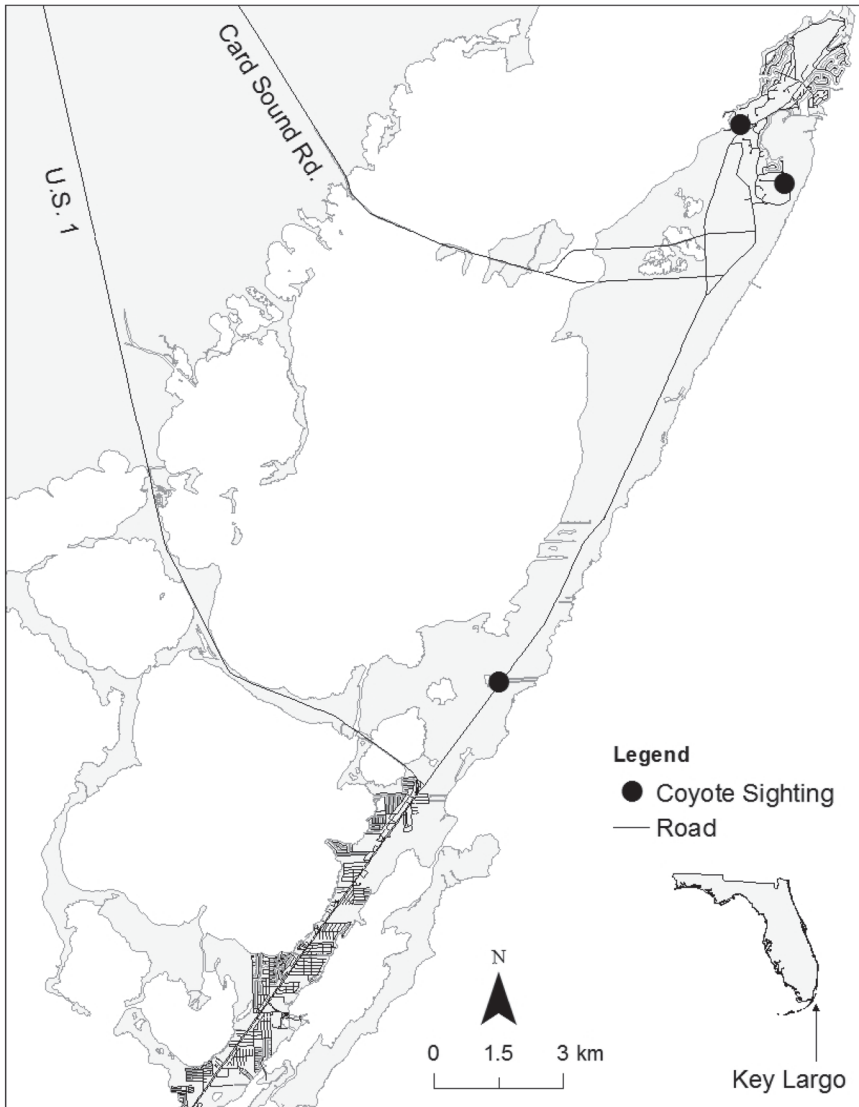 Card Sound Rd.
U.S. 1
Legend
Coyote Sighting
Road
N
0 1.5 3 km
Key Largo